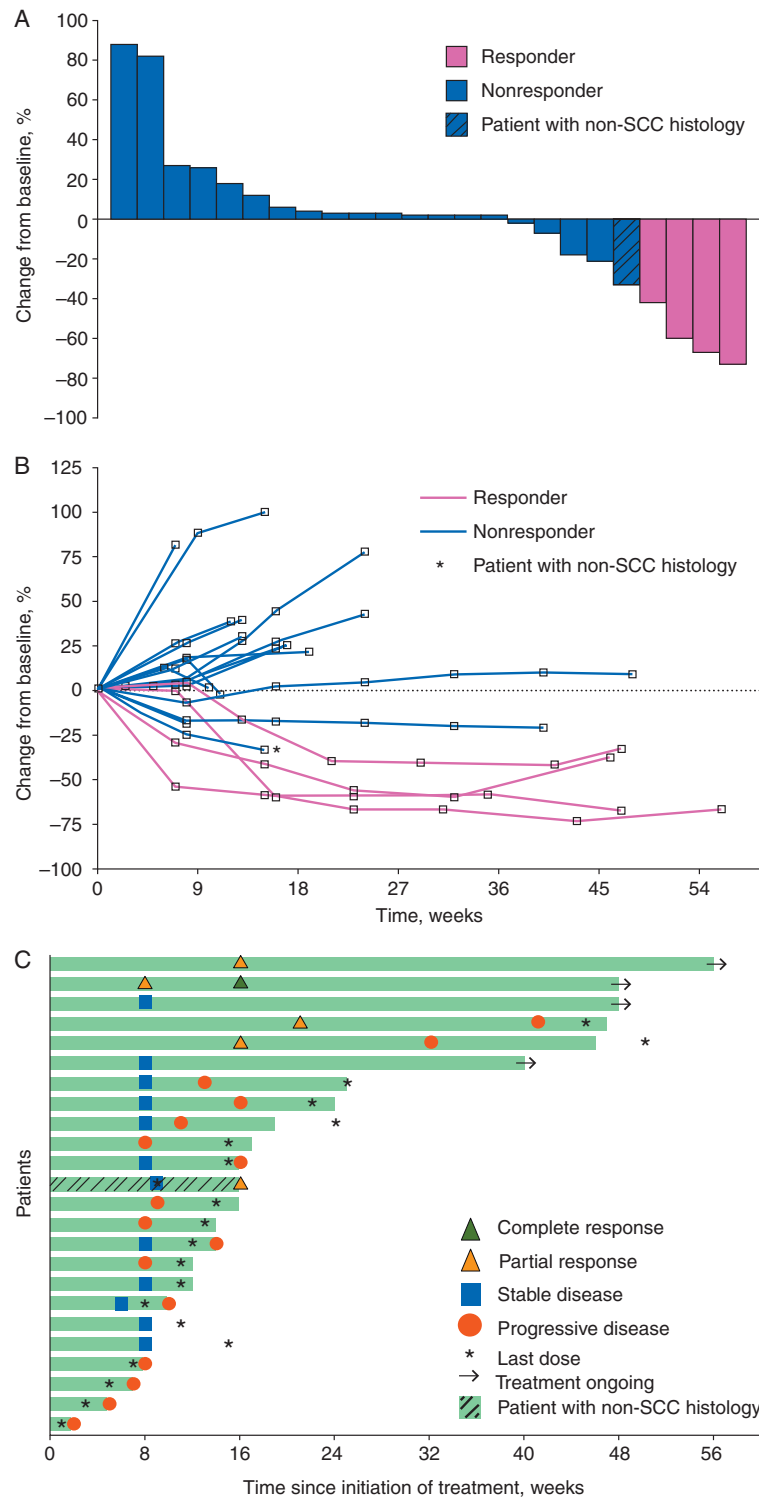 A
100
80
60
40
20
0
−20
−40
−60
−80
−100
Change from baseline, %
Responder
Nonresponder
Patient with non-SCC histology
B
125
100
75
50
25
0
−25
−50
−75
−100
Change from baseline, %
Responder
Nonresponder
* Patient with non-SCC histology
*
0 9 18 27 36 45 54
Time, weeks
C
Patients
Complete response
Partial response
Stable disease
Progressive disease
* Last dose
Treatment ongoing
Patient with non-SCC histology
0 8 16 24 32 40 48 56
Time since initiation of treatment, weeks